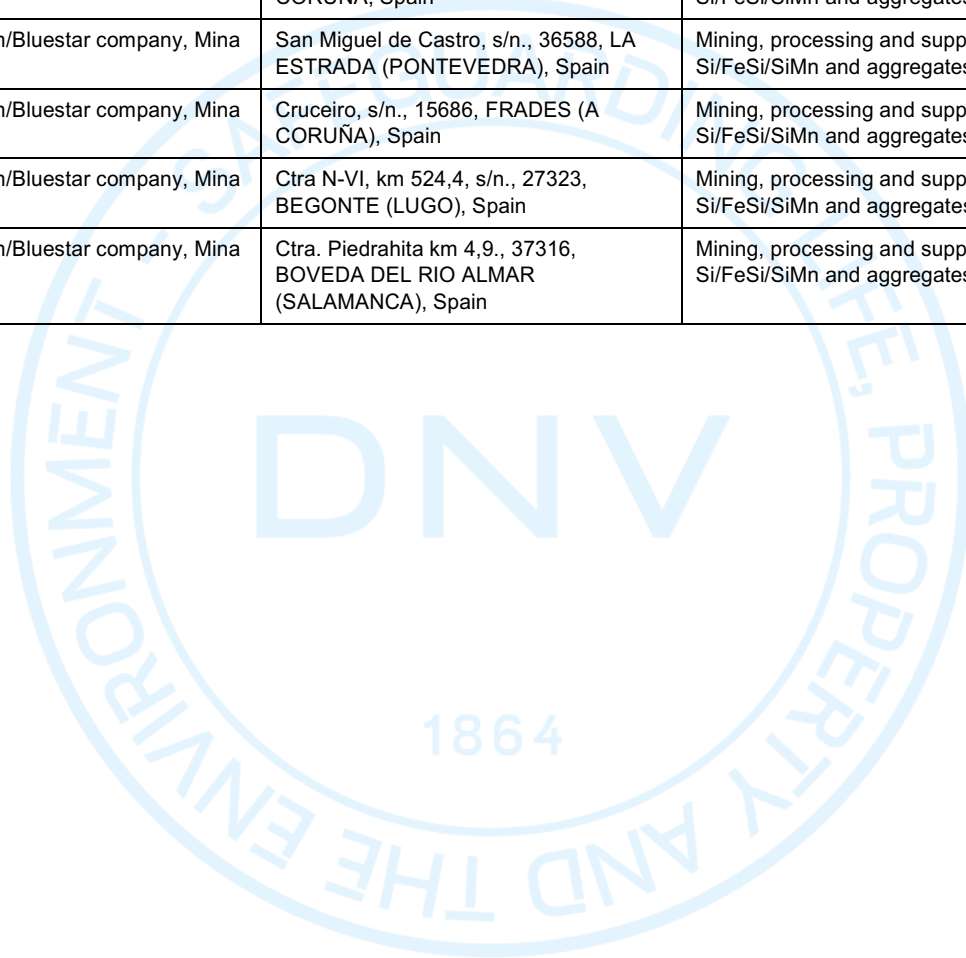 CORUÑA, Spain
Si/FeSi/SiMn and aggregates
n/Bluestar company, Mina
San Miguel de Castro, s/n., 36588, LA
ESTRADA (PONTEVEDRA), Spain
Mining, processing and supp
Si/FeSi/SiMn and aggregates
n/Bluestar company, Mina
Cruceiro, s/n., 15686, FRADES (A
CORUÑA), Spain
Mining, processing and supp
Si/FeSi/SiMn and aggregates
n/Bluestar company, Mina
Ctra N-VI, km 524,4, s/n., 27323,
BEGONTE (LUGO), Spain
Mining, processing and supp
Si/FeSi/SiMn and aggregates
n/Bluestar company, Mina
Ctra. Piedrahita km 4,9., 37316,
BOVEDA DEL RIO ALMAR
(SALAMANCA), Spain
Mining, processing and supp
Si/FeSi/SiMn and aggregates
SAFEGUARDING LIFE, PROPERTY AND THE ENVIRONMENT -
DNV
1864